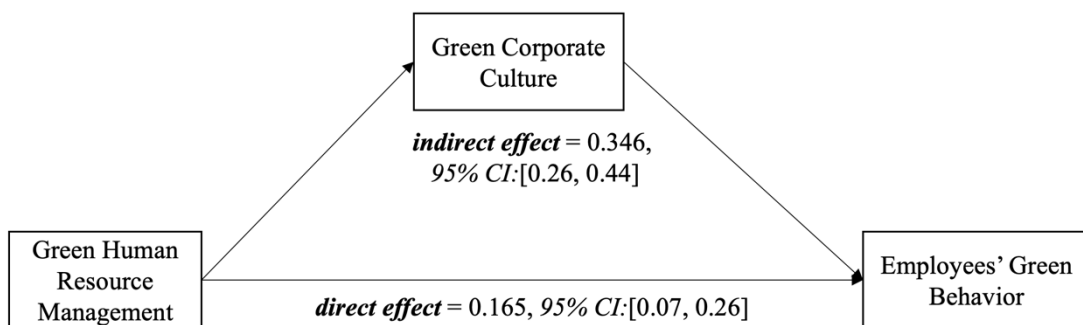 Green Corporate
Culture
indirect effect = 0.346,
95% CI:[0.26, 0.44]
Green Human
Resource
Management
Employees’ Green
Behavior
direct effect = 0.165, 95% CI:[0.07, 0.26]